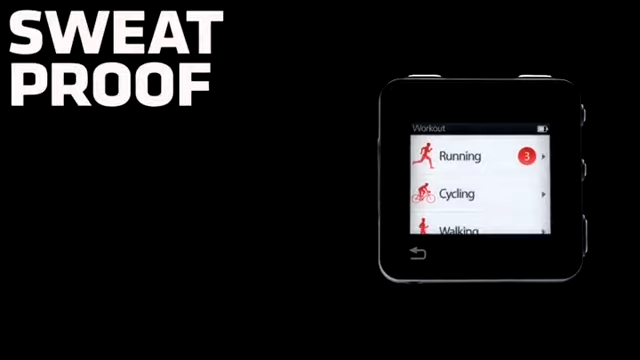 SWEAT
PROOF
Workout
Running 3
Cycling
Walking